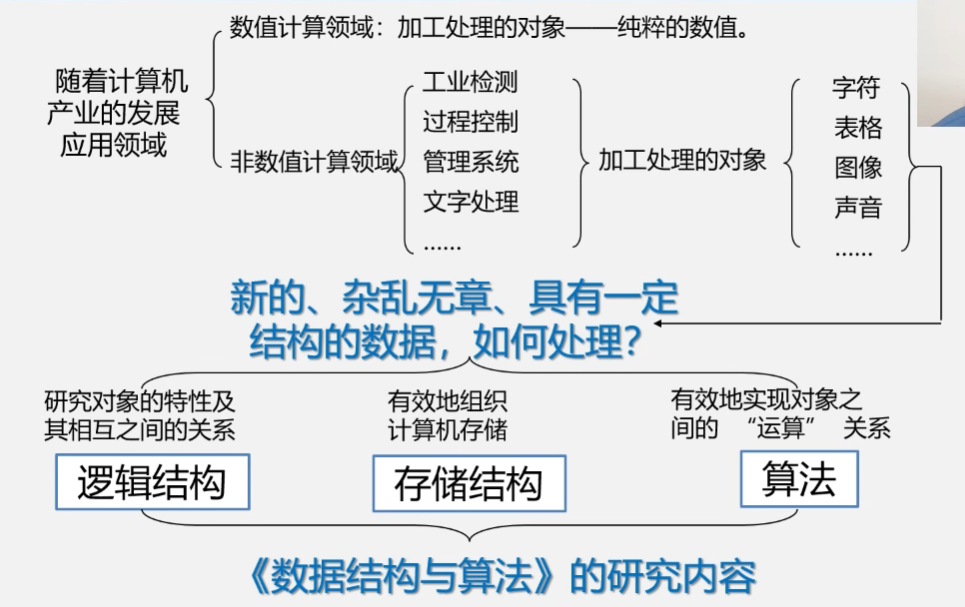 数值计算领域：加工处理的对象——纯粹的数值。
随着计算机
产业的发展
应用领域
非数值计算领域
工业检测
过程控制
管理系统
文字处理
......
加工处理的对象
字符
表格
图像
声音
......
新的、杂乱无章、具有一定
结构的数据，如何处理？
研究对象的特性及
其相互之间的关系
逻辑结构
有效地组织
计算机存储
存储结构
有效地实现对象之
间的 “运算” 关系
算法
《数据结构与算法》的研究内容